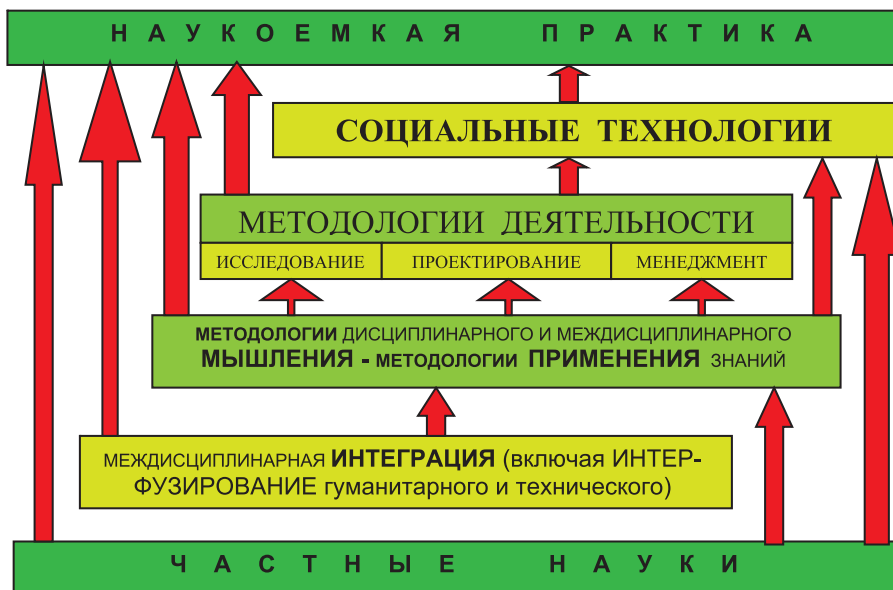 НАУКОЕМКАЯ ПРАКТИКА
СОЦИАЛЬНЫЕ ТЕХНОЛОГИИ
МЕТОДОЛОГИИ ДЕЯТЕЛЬНОСТИ
ИССЛЕДОВАНИЕ ПРОЕКТИРОВАНИЕ МЕНЕДЖМЕНТ
МЕТОДОЛОГИИ ДИСЦИПЛИНАРНОГО И МЕЖДИСЦИПЛИНАРНОГО
МЫШЛЕНИЯ - МЕТОДОЛОГИИ ПРИМЕНЕНИЯ ЗНАНИЙ
МЕЖДИСЦИПЛИНАРНАЯ ИНТЕГРАЦИЯ (включая ИНТЕР-
ФУЗИРОВАНИЕ гуманитарного и технического)
ЧАСТНЫЕ НАУКИ